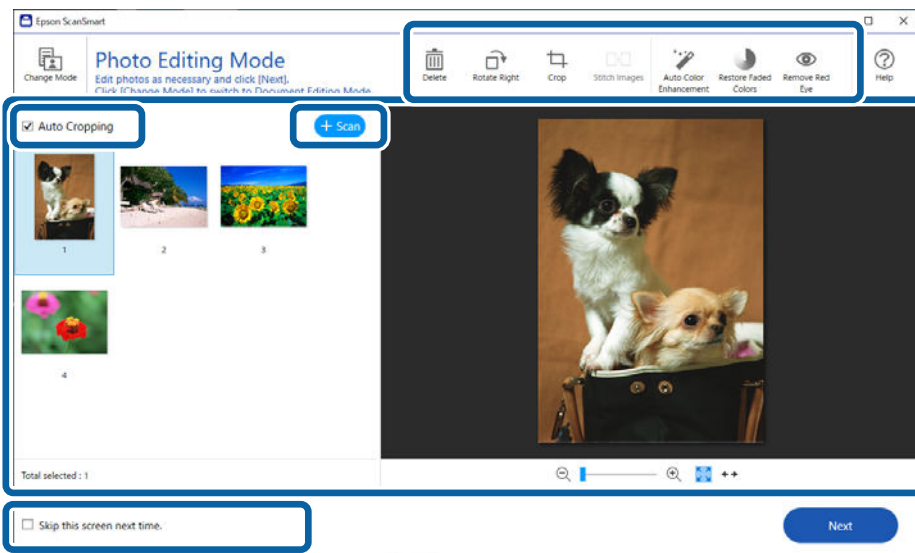 Epson ScanSmart
Change Mode
Photo Editing Mode
Edit photos as necessary and click [Next].
Click [Change Mode] to switch to Document Editing Mode
Delete
Rotate Right
Crop
Stitch Images
Auto Color
Enhancement
Restore Faded
Colors
Remove Red
Eye
Help
Auto Cropping
+ Scan
1
2
3
4
Total selected : 1
Skip this screen next time.
Next